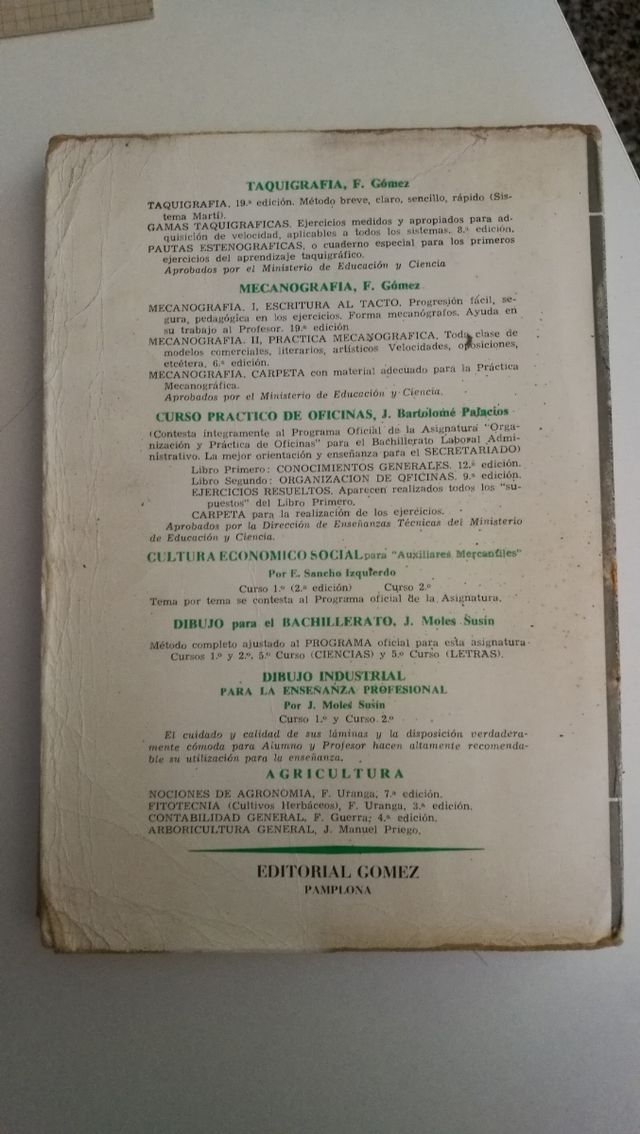 TAQUIGRAFIA, F. Gómez
TAQUIGRAFIA. 19.ª edición. Método breve, claro, sencillo, rápido (Sis-
tema Martí).
GAMAS TAQUIGRAFICAS. Ejercicios medidos y apropiados para ad-
quisición de velocidad, aplicables a todos los sistemas. 8.ª edición.
PAUTAS ESTENOGRAFICAS, o cuaderno especial para los primeros
ejercicios del aprendizaje taquigráfico.
Aprobados por el Ministerio de Educación y Ciencia
MECANOGRAFIA, F. Gómez
MECANOGRAFIA. I, ESCRITURA AL TACTO. Progresión fácil, se-
gura, pedagógica en los ejercicios. Forma mecanógrafos. Ayuda en
su trabajo al Profesor. 19.ª edición.
MECANOGRAFIA. II, PRACTICA MECANOGRAFICA. Toda clase de
modelos comerciales, literarios, artísticos Velocidades, oposiciones,
etcétera, 6.ª edición.
MECANOGRAFIA. CARPETA con material adecuado para la Práctica
Mecanográfica.
Aprobados por el Ministerio de Educación y Ciencia.
CURSO PRACTICO DE OFICINAS, J. Bartolomé Palacios
(Contesta íntegramente al Programa Oficial de la Asignatura "Orga-
nización y Práctica de Oficinas" para el Bachillerato Laboral Admi-
nistrativo. La mejor orientación y enseñanza para el SECRETARIADO)
Libro Primero: CONOCIMIENTOS GENERALES. 12.ª edición.
Libro Segundo: ORGANIZACION DE OFICINAS. 9.ª edición.
EJERCICIOS RESUELTOS. Aparecen realizados todos los "su-
puestos" del Libro Primero.
CARPETA para la realización de los ejercicios.
Aprobados por la Dirección de Enseñanzas Técnicas del Ministerio
de Educación y Ciencia.
CULTURA ECONOMICO SOCIAL para "Auxiliares Mercantiles"
Por E. Sancho Izquierdo
Curso 1.º (2.ª edición) Curso 2.º
Tema por tema se contesta al Programa oficial de la Asignatura.
DIBUJO para el BACHILLERATO, J. Moles Susín
Método completo ajustado al PROGRAMA oficial para esta asignatura
Cursos 1.º y 2.º, 5.º Curso (CIENCIAS) y 5.º Curso (LETRAS).
DIBUJO INDUSTRIAL
PARA LA ENSEÑANZA PROFESIONAL
Por J. Moles Susín
Curso 1.º y Curso 2.º
El cuidado y calidad de sus láminas y la disposición verdadera-
mente cómoda para Alumno y Profesor hacen altamente recomenda-
ble su utilización para la enseñanza.
AGRICULTURA
NOCIONES DE AGRONOMIA, F. Uranga, 7.ª edición.
FITOTECNIA (Cultivos Herbáceos), F. Uranga, 3.ª edición.
CONTABILIDAD GENERAL, F. Guerra; 4.ª edición.
ARBORICULTURA GENERAL, J. Manuel Priego.
EDITORIAL GOMEZ
PAMPLONA